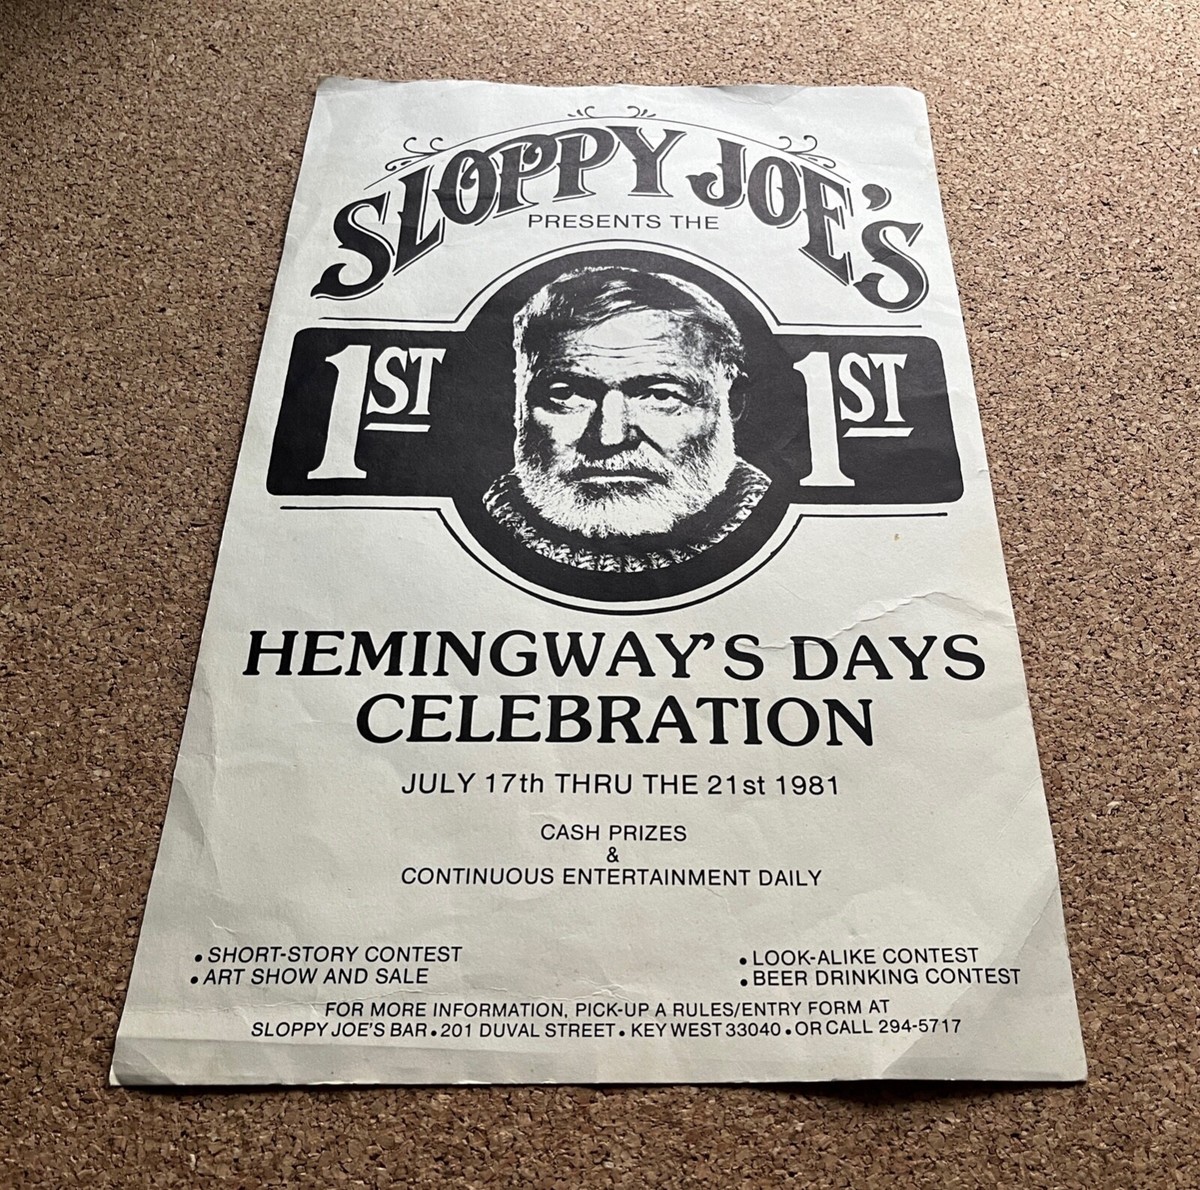 SLOPPY JOE'S
PRESENTS THE
1ST 1ST
HEMINGWAY'S DAYS
CELEBRATION
JULY 17th THRU THE 21st 1981
CASH PRIZES
&
CONTINUOUS ENTERTAINMENT DAILY
• SHORT-STORY CONTEST
• ART SHOW AND SALE
• LOOK-ALIKE CONTEST
• BEER DRINKING CONTEST
FOR MORE INFORMATION, PICK-UP A RULES/ENTRY FORM AT
SLOPPY JOE'S BAR • 201 DUVAL STREET • KEY WEST 33040 • OR CALL 294-5717